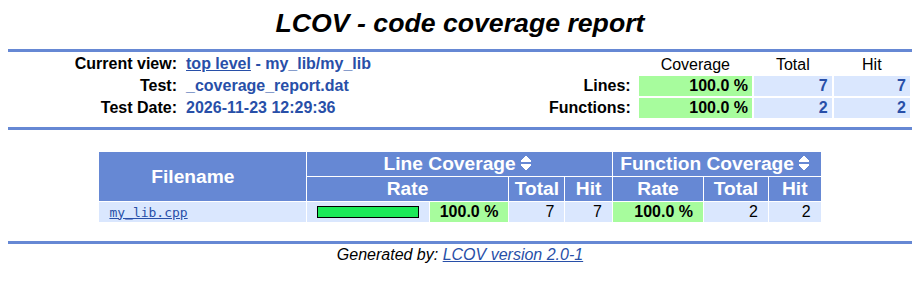 LCOV - code coverage report
Current view: top level - my_lib/my_lib Coverage Total Hit
Test: _coverage_report.dat Lines: 100.0 % 7 7
Test Date: 2026-11-23 12:29:36 Functions: 100.0 % 2 2
Filename Line Coverage Function Coverage
Rate Total Hit Rate Total Hit
my_lib.cpp 100.0 % 7 7 100.0 % 2 2
Generated by: LCOV version 2.0-1